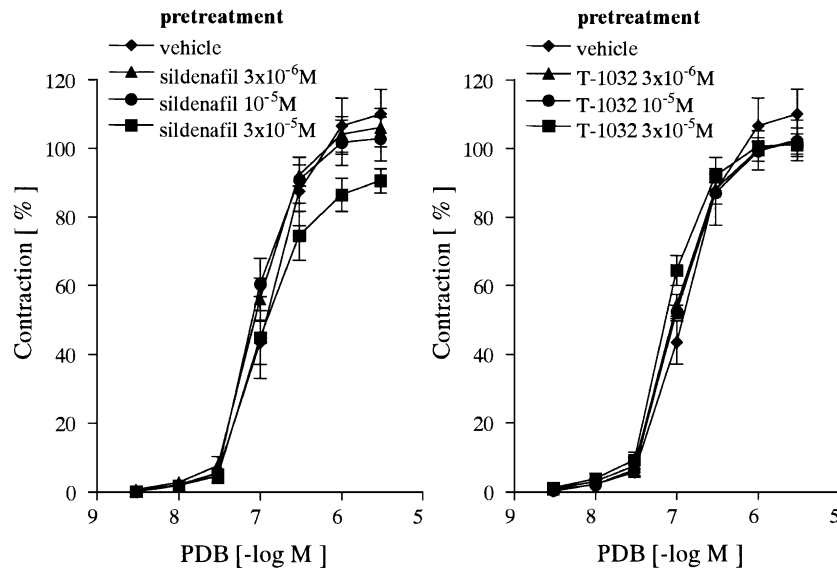 pretreatment
vehicle
sildenafil 3x10⁻⁶M
sildenafil 10⁻⁵M
sildenafil 3x10⁻⁵M
120
100
80
60
40
20
0
Contraction [ % ]
9 8 7 6 5
PDB [-log M ]
pretreatment
vehicle
T-1032 3x10⁻⁶M
T-1032 10⁻⁵M
T-1032 3x10⁻⁵M
120
100
80
60
40
20
0
Contraction [ % ]
9 8 7 6 5
PDB [-log M ]